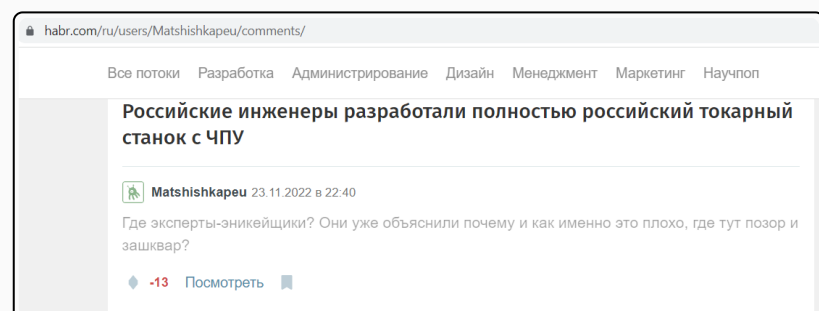 habr.com/ru/users/Matshishkapeu/comments/
Все потоки Разработка Администрирование Дизайн Менеджмент Маркетинг Научпоп
Российские инженеры разработали полностью российский токарный
станок с ЧПУ
Matshishkapeu 23.11.2022 в 22:40
Где эксперты-эникейщики? Они уже объяснили почему и как именно это плохо, где тут позор и
зашквар?
-13 Посмотреть